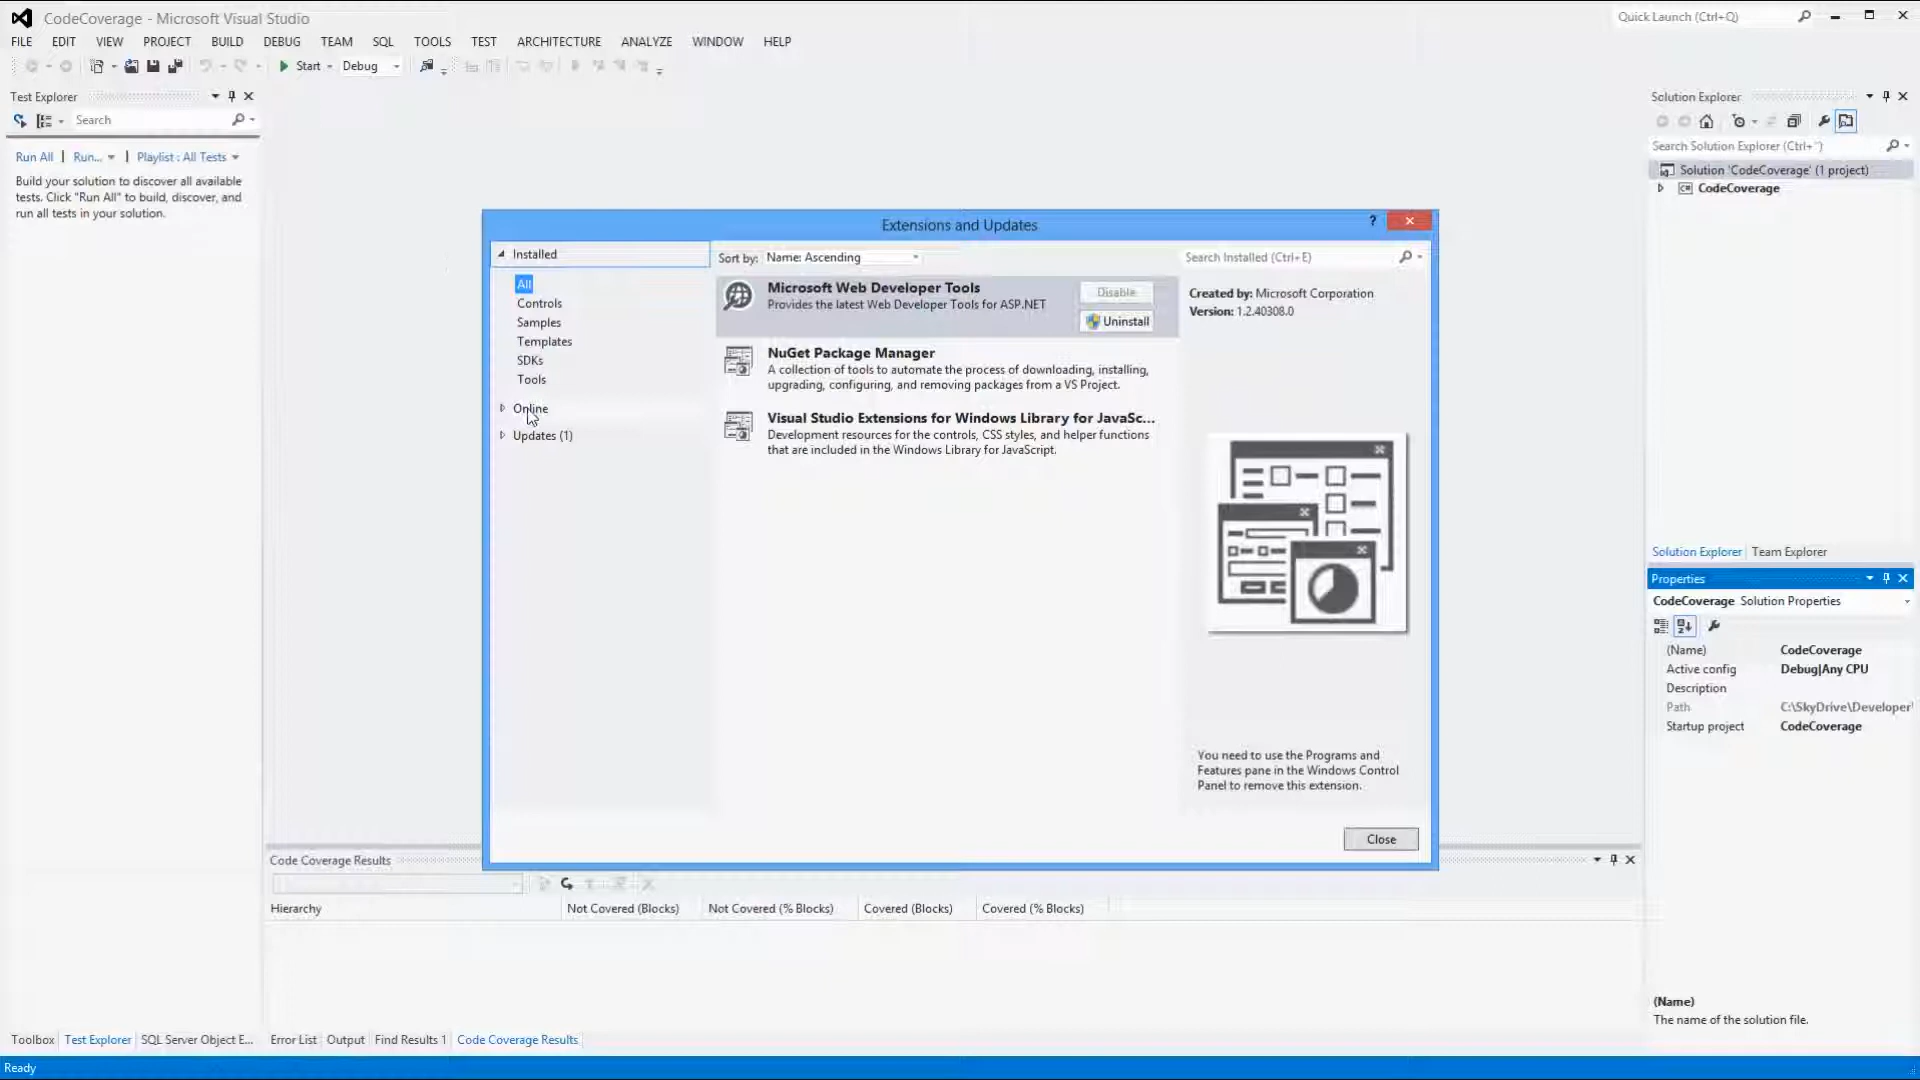 CodeCoverage - Microsoft Visual Studio
Quick Launch (Ctrl+Q)
FILE EDIT VIEW PROJECT BUILD DEBUG TEAM SQL TOOLS TEST ARCHITECTURE ANALYZE WINDOW HELP
Start Debug
Test Explorer
Search
Run All | Run... | Playlist : All Tests
Build your solution to discover all available
tests. Click "Run All" to build, discover, and
run all tests in your solution.
Extensions and Updates
?
Installed
All
Controls
Samples
Templates
SDKs
Tools
Online
Updates (1)
Sort by: Name: Ascending
Microsoft Web Developer Tools
Provides the latest Web Developer Tools for ASP.NET
Disable
Uninstall
NuGet Package Manager
A collection of tools to automate the process of downloading, installing,
upgrading, configuring, and removing packages from a VS Project.
Visual Studio Extensions for Windows Library for JavaSc...
Development resources for the controls, CSS styles, and helper functions
that are included in the Windows Library for JavaScript.
Search Installed (Ctrl+E)
Created by: Microsoft Corporation
Version: 1.2.40308.0
You need to use the Programs and
Features pane in the Windows Control
Panel to remove this extension.
Close
Solution Explorer
Search Solution Explorer (Ctrl+")
Solution 'CodeCoverage' (1 project)
CodeCoverage
Solution Explorer Team Explorer
Properties
CodeCoverage Solution Properties
(Name) CodeCoverage
Active config Debug|Any CPU
Description
Path C:\SkyDrive\Developer\
Startup project CodeCoverage
(Name)
The name of the solution file.
Code Coverage Results
Hierarchy Not Covered (Blocks) Not Covered (% Blocks) Covered (Blocks) Covered (% Blocks)
Toolbox Test Explorer SQL Server Object E... Error List Output Find Results 1 Code Coverage Results
Ready